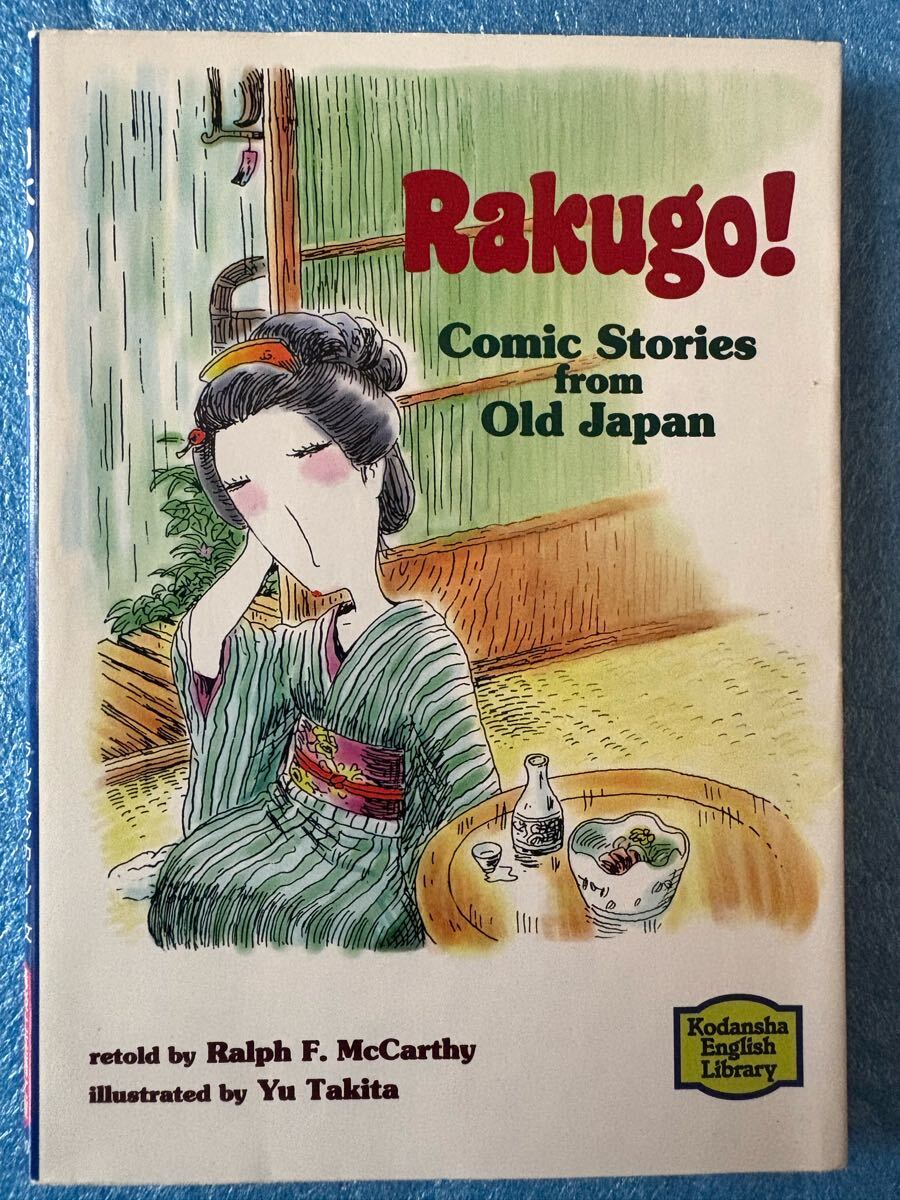 Rakugo!
Comic Stories
from
Old Japan
retold by Ralph F. McCarthy
illustrated by Yu Takita
Kodansha
English
Library